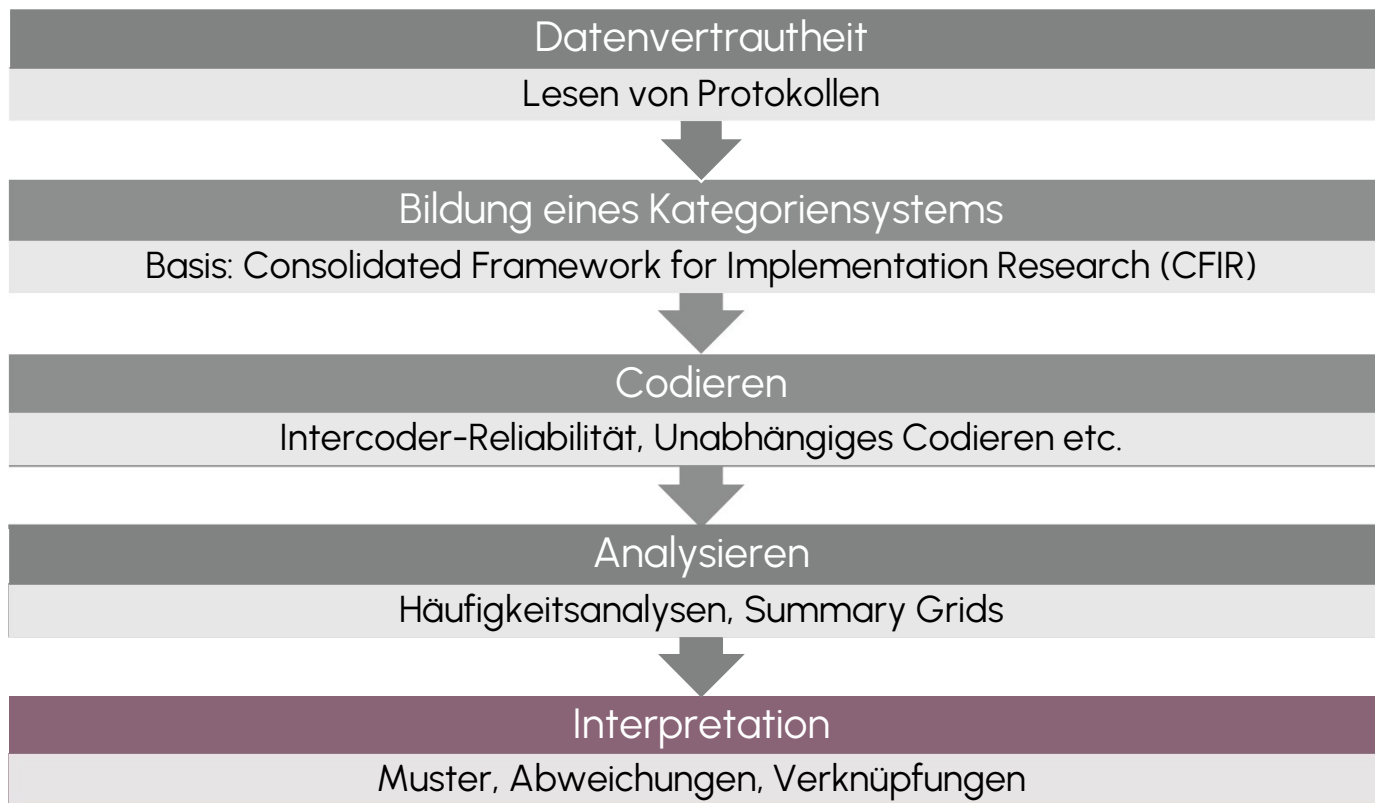 Datenvertrautheit
Lesen von Protokollen
Bildung eines Kategoriensystems
Basis: Consolidated Framework for Implementation Research (CFIR)
Codieren
Intercoder-Reliabilität, Unabhängiges Codieren etc.
Analysieren
Häufigkeitsanalysen, Summary Grids
Interpretation
Muster, Abweichungen, Verknüpfungen